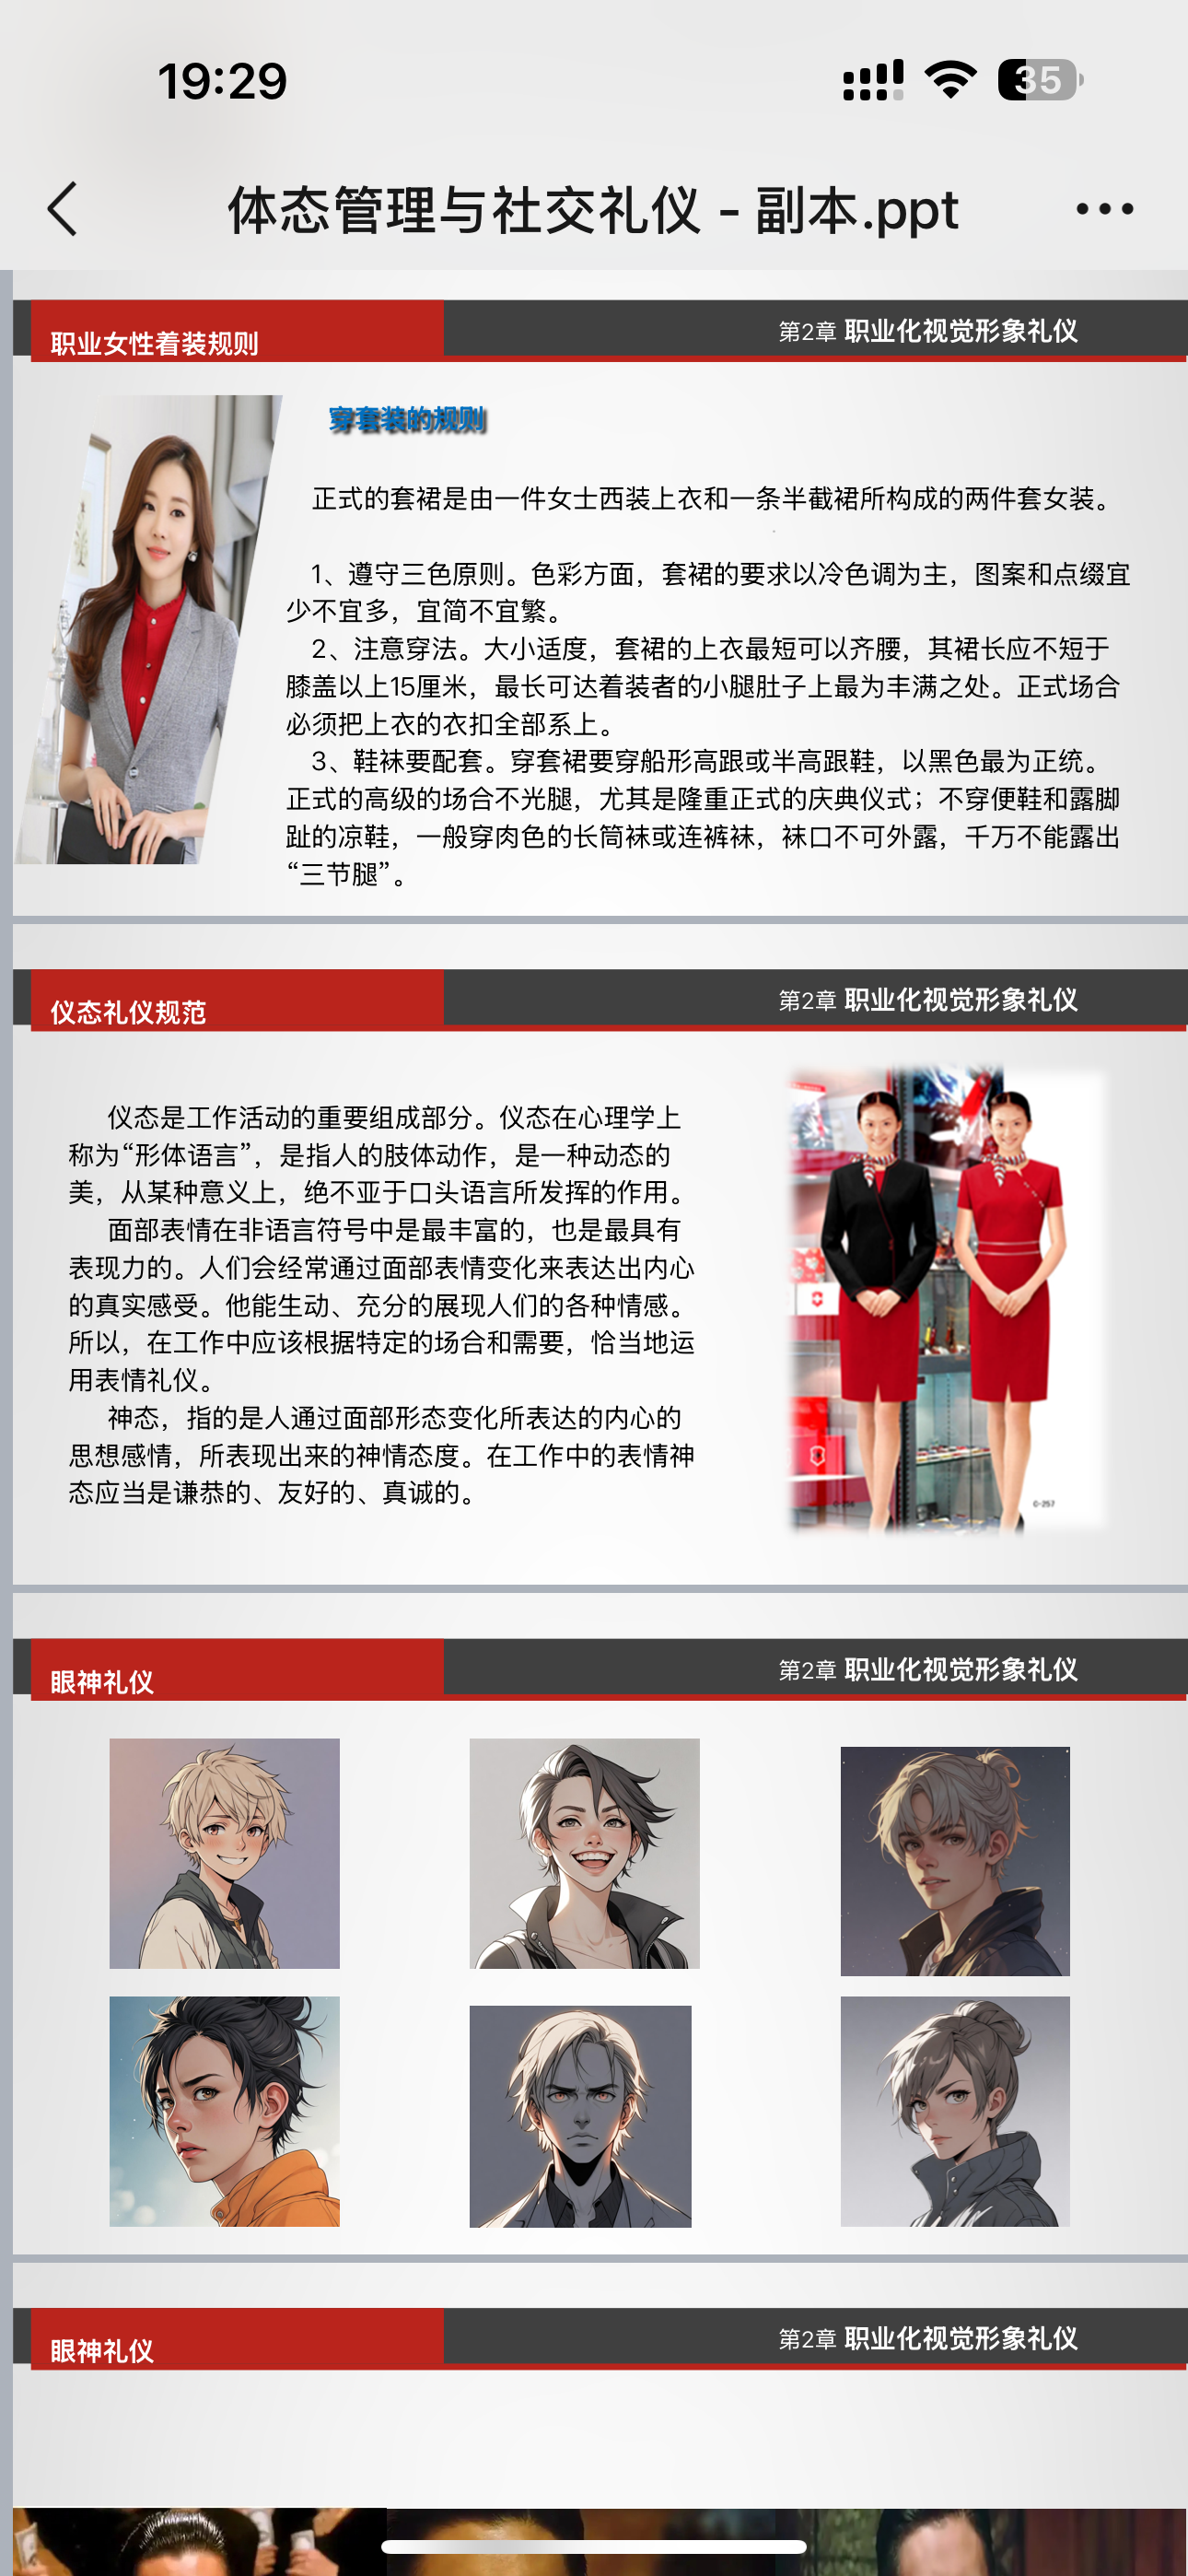 19:29
35
体态管理与社交礼仪 - 副本.ppt
职业女性着装规则
第2章 职业化视觉形象礼仪
穿套装的规则
正式的套裙是由一件女士西装上衣和一条半截裙所构成的两件套女装。
1、遵守三色原则。色彩方面，套裙的要求以冷色调为主，图案和点缀宜
少不宜多，宜简不宜繁。
2、注意穿法。大小适度，套裙的上衣最短可以齐腰，其裙长应不短于
膝盖以上15厘米，最长可达着装者的小腿肚子上最为丰满之处。正式场合
必须把上衣的衣扣全部系上。
3、鞋袜要配套。穿套裙要穿船形高跟或半高跟鞋，以黑色最为正统。
正式的高级的场合不光腿，尤其是隆重正式的庆典仪式；不穿便鞋和露脚
趾的凉鞋，一般穿肉色的长筒袜或连裤袜，袜口不可外露，千万不能露出
“三节腿”。
仪态礼仪规范
第2章 职业化视觉形象礼仪
仪态是工作活动的重要组成部分。仪态在心理学上
称为“形体语言”，是指人的肢体动作，是一种动态的
美，从某种意义上，绝不亚于口头语言所发挥的作用。
面部表情在非语言符号中是最丰富的，也是最具有
表现力的。人们会经常通过面部表情变化来表达出内心
的真实感受。他能生动、充分的展现人们的各种情感。
所以，在工作中应该根据特定的场合和需要，恰当地运
用表情礼仪。
神态，指的是人通过面部形态变化所表达的内心的
思想感情，所表现出来的神情态度。在工作中的表情神
态应当是谦恭的、友好的、真诚的。
C-257
眼神礼仪
第2章 职业化视觉形象礼仪
眼神礼仪
第2章 职业化视觉形象礼仪